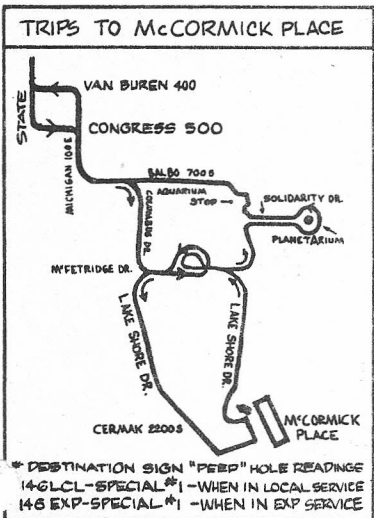 TRIPS TO McCORMICK PLACE
VAN BUREN 400
STATE
CONGRESS 500
MICHIGAN 100E
BALBO 700S
AQUARIUM
STOP
COLUMBUS DR.
SOLIDARITY DR.
PLANETARIUM
McFETRIDGE DR.
LAKE SHORE DR.
LAKE SHORE DR.
CERMAK 2200S
McCORMICK
PLACE
* DESTINATION SIGN "PEEP" HOLE READINGS
146LCL-SPECIAL #1 - WHEN IN LOCAL SERVICE
146 EXP-SPECIAL #1 - WHEN IN EXP SERVICE